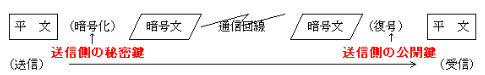 平　文 （暗号化） 暗号文 通信回線 暗号文 （復号） 平　文
送信側の秘密鍵 送信側の公開鍵
（送信） （受信）